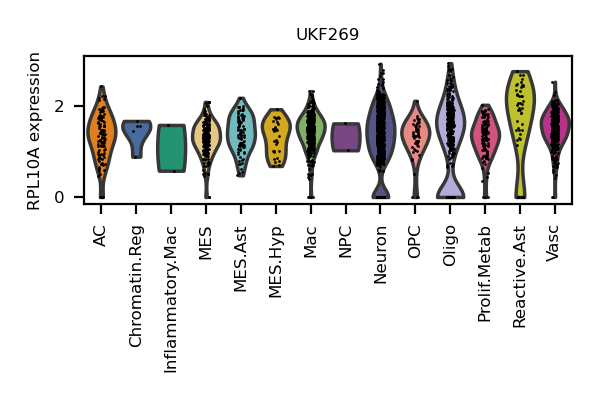 UKF269
RPL10A expression
2
0
AC
Chromatin.Reg
Inflammatory.Mac
MES
MES.Ast
MES.Hyp
Mac
NPC
Neuron
OPC
Oligo
Prolif.Metab
Reactive.Ast
Vasc